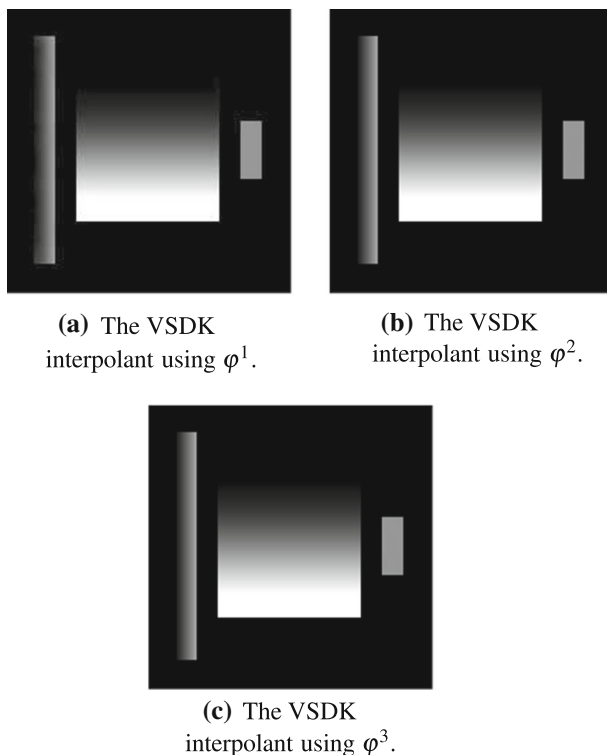 (a) The VSDK
interpolant using φ¹.
(b) The VSDK
interpolant using φ².
(c) The VSDK
interpolant using φ³.